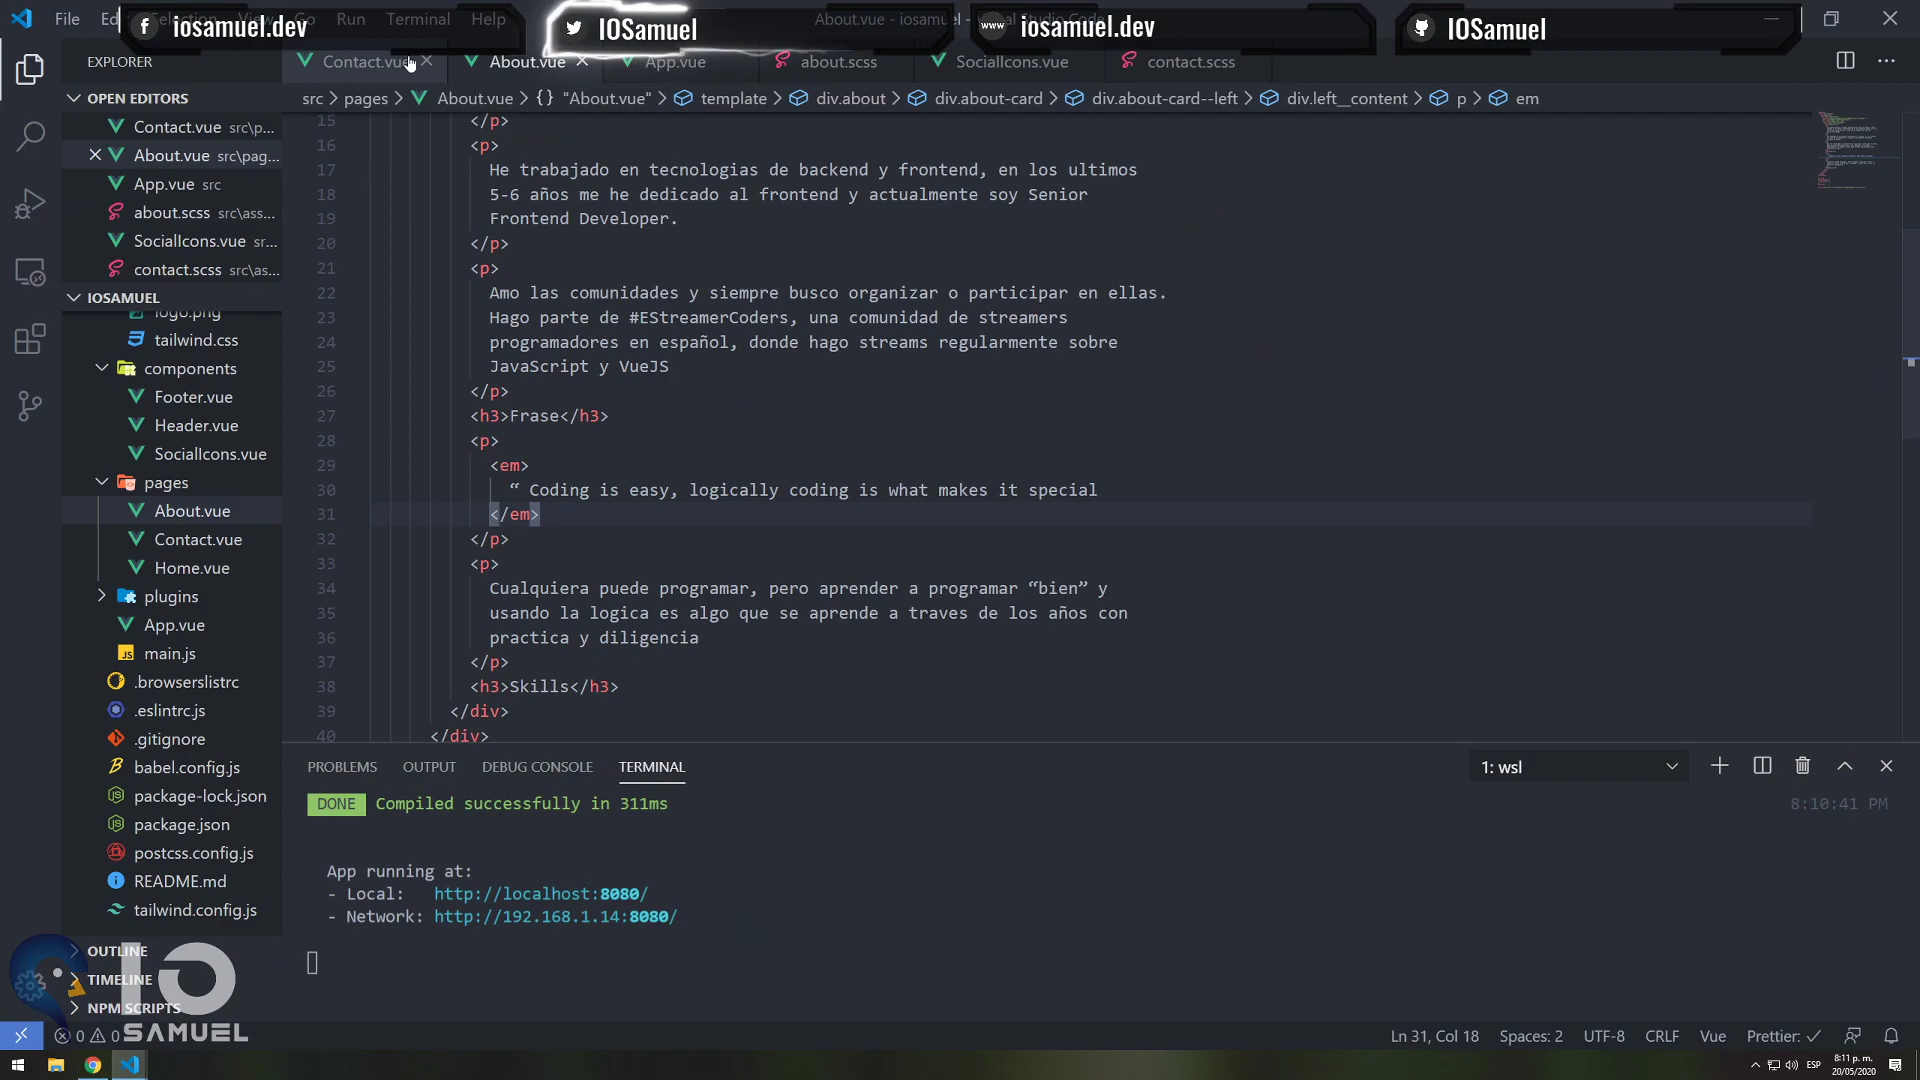 File
Run
Terminal
Help
About.vue - iosamu
iosamuel.dev
IOSamuel
iosamuel.dev
IOSamuel
EXPLORER
Contact.vue
About.vue
App.vue
about.scss
SocialIcons.vue
contact.scss
OPEN EDITORS
src > pages > About.vue > {} "About.vue" > template > div.about > div.about-card > div.about-card--left > div.left__content > p > em
Contact.vue src\p...
About.vue src\pag...
App.vue src
about.scss src\ass...
SocialIcons.vue sr...
contact.scss src\as...
IOSAMUEL
logo.png
tailwind.css
components
Footer.vue
Header.vue
SocialIcons.vue
pages
About.vue
Contact.vue
Home.vue
plugins
App.vue
main.js
.browserslistrc
.eslintrc.js
.gitignore
babel.config.js
package-lock.json
package.json
postcss.config.js
README.md
tailwind.config.js
OUTLINE
TIMELINE
NPM SCRIPTS
15 </p>
16 <p>
17 He trabajado en tecnologias de backend y frontend, en los ultimos
18 5-6 años me he dedicado al frontend y actualmente soy Senior
19 Frontend Developer.
20 </p>
21 <p>
22 Amo las comunidades y siempre busco organizar o participar en ellas.
23 Hago parte de #EStreamerCoders, una comunidad de streamers
24 programadores en español, donde hago streams regularmente sobre
25 JavaScript y VueJS
26 </p>
27 <h3>Frase</h3>
28 <p>
29 <em>
30 “ Coding is easy, logically coding is what makes it special
31 </em>
32 </p>
33 <p>
34 Cualquiera puede programar, pero aprender a programar “bien” y
35 usando la logica es algo que se aprende a traves de los años con
36 practica y diligencia
37 </p>
38 <h3>Skills</h3>
39 </div>
40 </div>
PROBLEMS
OUTPUT
DEBUG CONSOLE
TERMINAL
1: wsl
DONE Compiled successfully in 311ms
8:10:41 PM
App running at:
- Local: http://localhost:8080/
- Network: http://192.168.1.14:8080/
IO
SAMUEL
0 0
Ln 31, Col 18
Spaces: 2
UTF-8
CRLF
Vue
Prettier: ✓
ESP
8:11 p. m.
20/05/2020